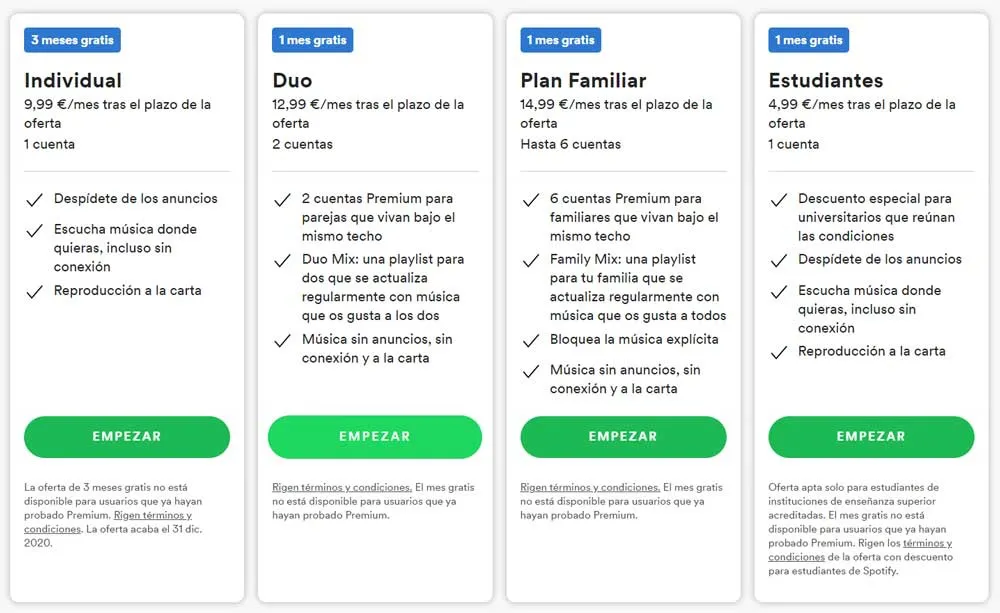 3 meses gratis
Individual
9,99 €/mes tras el plazo de la
oferta
1 cuenta
Despídete de los anuncios
Escucha música donde
quieras, incluso sin
conexión
Reproducción a la carta
EMPEZAR
La oferta de 3 meses gratis no está
disponible para usuarios que ya hayan
probado Premium. Rigen términos y
condiciones. La oferta acaba el 31 dic.
2020.
1 mes gratis
Duo
12,99 €/mes tras el plazo de la
oferta
2 cuentas
2 cuentas Premium para
parejas que vivan bajo el
mismo techo
Duo Mix: una playlist para
dos que se actualiza
regularmente con música
que os gusta a los dos
Música sin anuncios, sin
conexión y a la carta
EMPEZAR
Rigen términos y condiciones. El mes gratis
no está disponible para usuarios que ya
hayan probado Premium.
1 mes gratis
Plan Familiar
14,99 €/mes tras el plazo de la
oferta
Hasta 6 cuentas
6 cuentas Premium para
familiares que vivan bajo el
mismo techo
Family Mix: una playlist
para tu familia que se
actualiza regularmente con
música que os gusta a todos
Bloquea la música explícita
Música sin anuncios, sin
conexión y a la carta
EMPEZAR
Rigen términos y condiciones. El mes gratis
no está disponible para usuarios que ya
hayan probado Premium.
1 mes gratis
Estudiantes
4,99 €/mes tras el plazo de la
oferta
1 cuenta
Descuento especial para
universitarios que reúnan
las condiciones
Despídete de los anuncios
Escucha música donde
quieras, incluso sin
conexión
Reproducción a la carta
EMPEZAR
Oferta apta solo para estudiantes de
instituciones de enseñanza superior
acreditadas. El mes gratis no está
disponible para usuarios que ya hayan
probado Premium. Rigen los términos y
condiciones de la oferta con descuento
para estudiantes de Spotify.